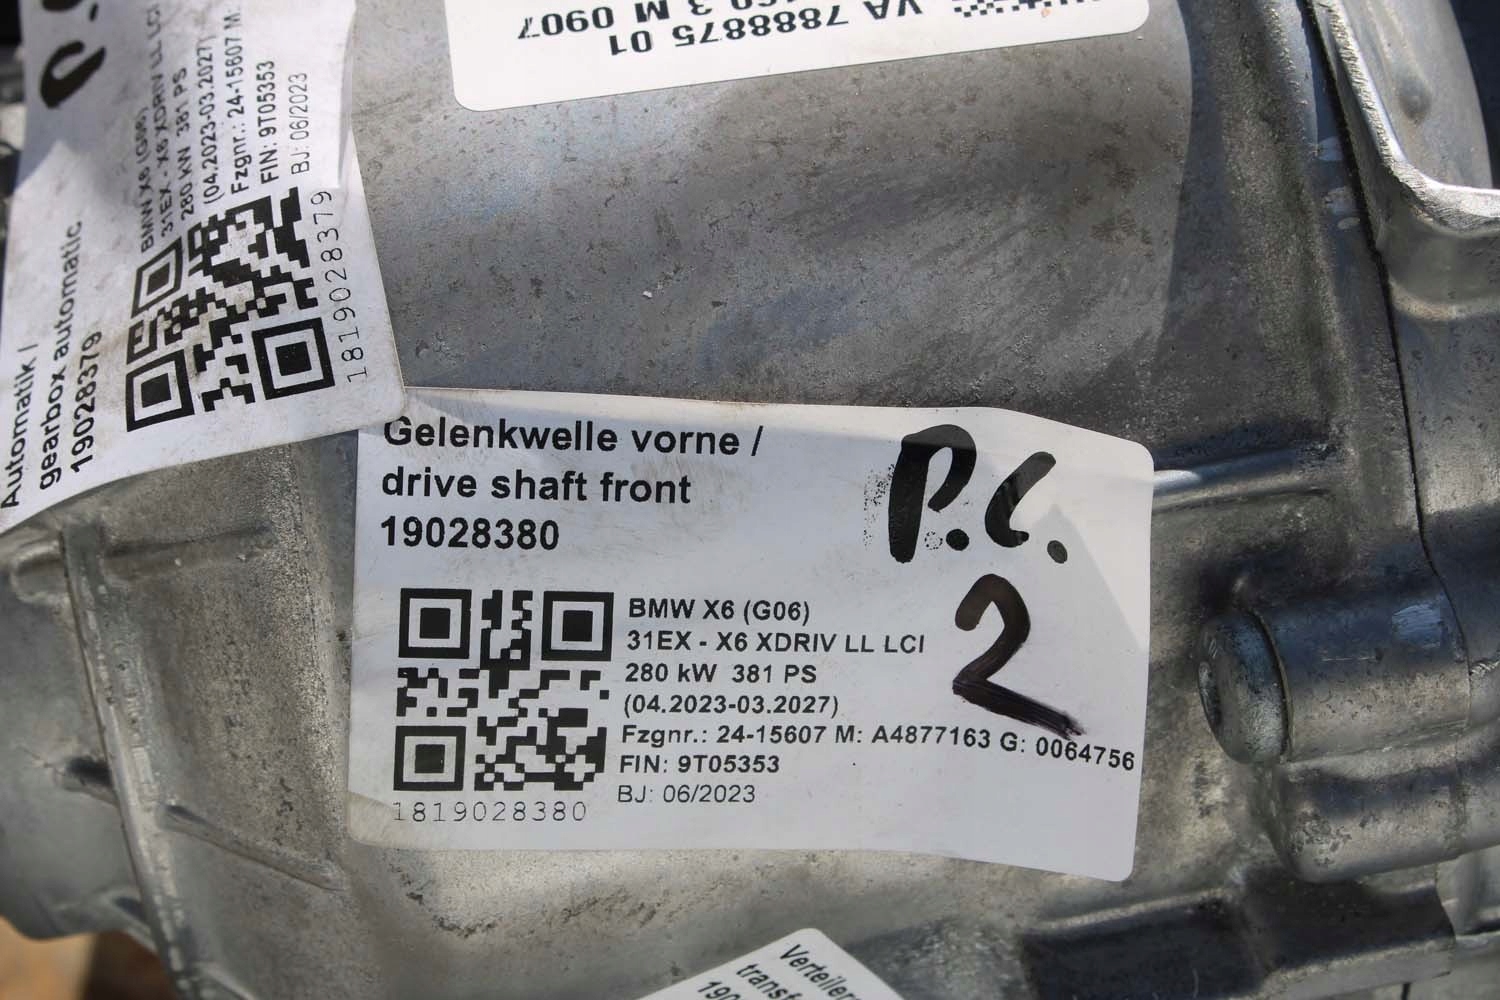 VA 7888875 01
3 M 0907
Automatik /
gearbox automatic
19028379
BMW X6 (G06)
31EX - X6 XDRIV LL LCI
280 kW 381 PS
(04.2023-03.2027)
Fzgnr.: 24-15607 M:
FIN: 9T05353
BJ: 06/2023
1819028379
Gelenkwelle vorne /
drive shaft front
19028380
P.C.
2
BMW X6 (G06)
31EX - X6 XDRIV LL LCI
280 kW 381 PS
(04.2023-03.2027)
Fzgnr.: 24-15607 M: A4877163 G: 0064756
FIN: 9T05353
BJ: 06/2023
1819028380